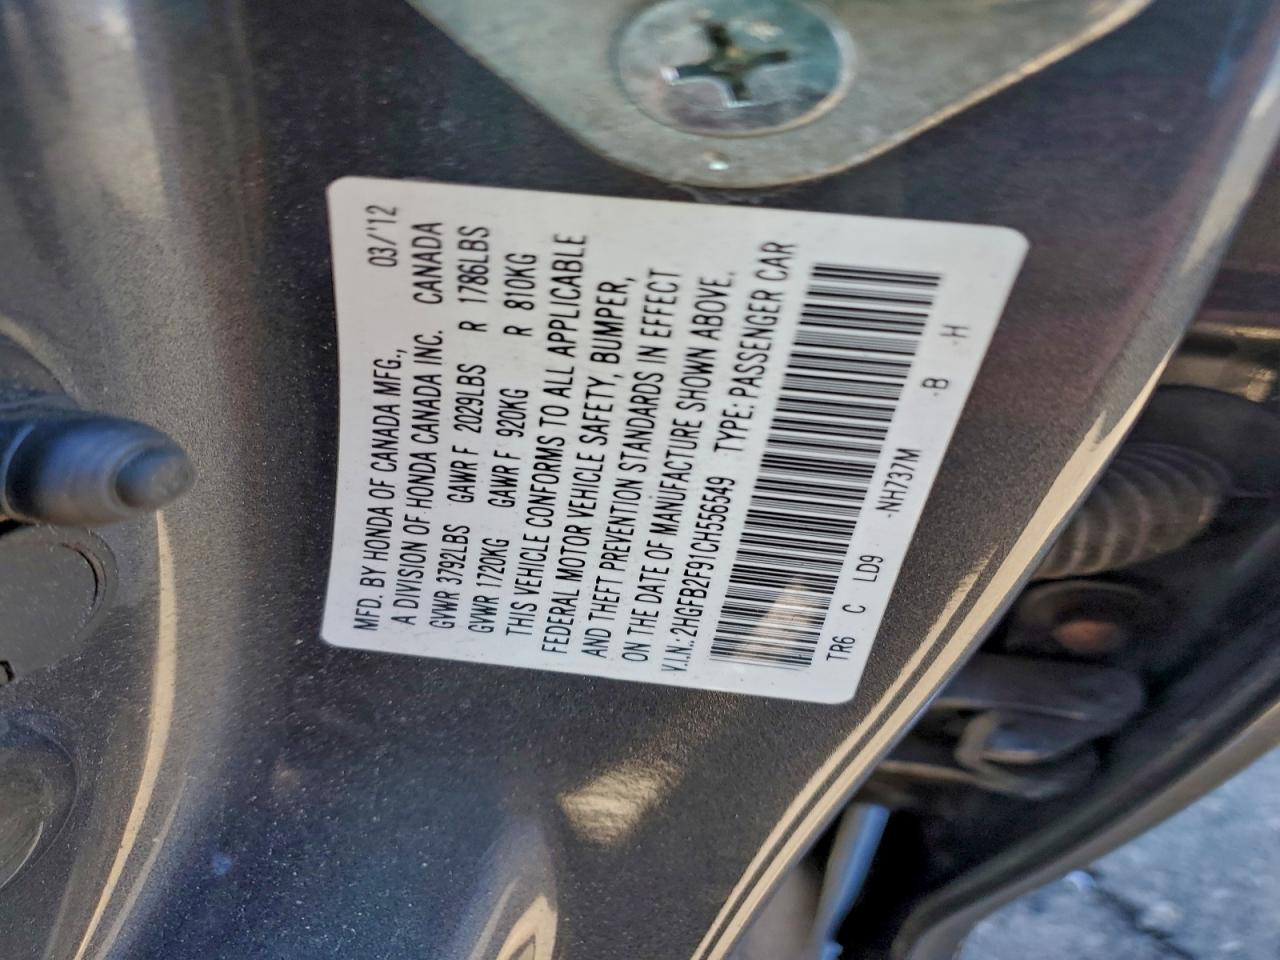 MFD. BY HONDA OF CANADA MFG., 03/'12
A DIVISION OF HONDA CANADA INC. CANADA
GVWR 3792LBS GAWR F 2029LBS R 1786LBS
GVWR 1720KG GAWR F 920KG R 810KG
THIS VEHICLE CONFORMS TO ALL APPLICABLE
FEDERAL MOTOR VEHICLE SAFETY, BUMPER,
AND THEFT PREVENTION STANDARDS IN EFFECT
ON THE DATE OF MANUFACTURE SHOWN ABOVE.
V.I.N.: 2HGFB2F91CH556549 TYPE: PASSENGER CAR
TR6 C LD9 -NH737M -B -H